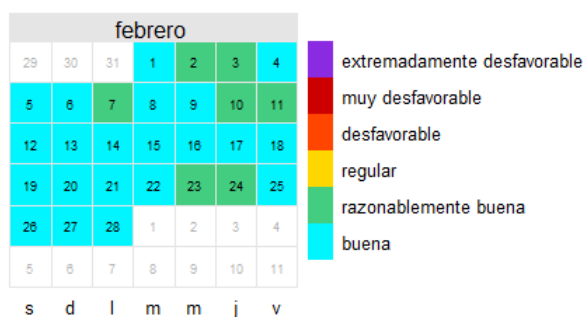 febrero
29 30 31 1 2 3 4
5 6 7 8 9 10 11
12 13 14 15 16 17 18
19 20 21 22 23 24 25
26 27 28 1 2 3 4
5 6 7 8 9 10 11
s d l m m j v
extremadamente desfavorable
muy desfavorable
desfavorable
regular
razonablemente buena
buena